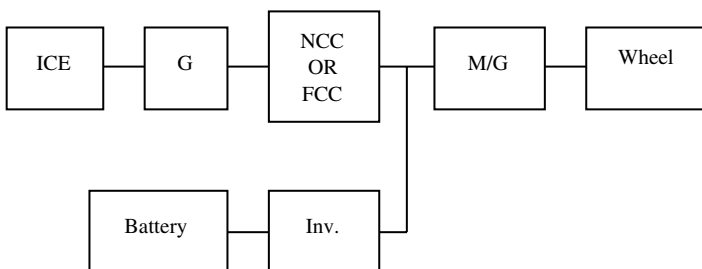 ICE
G
NCC
OR
FCC
M/G
Wheel
Battery
Inv.